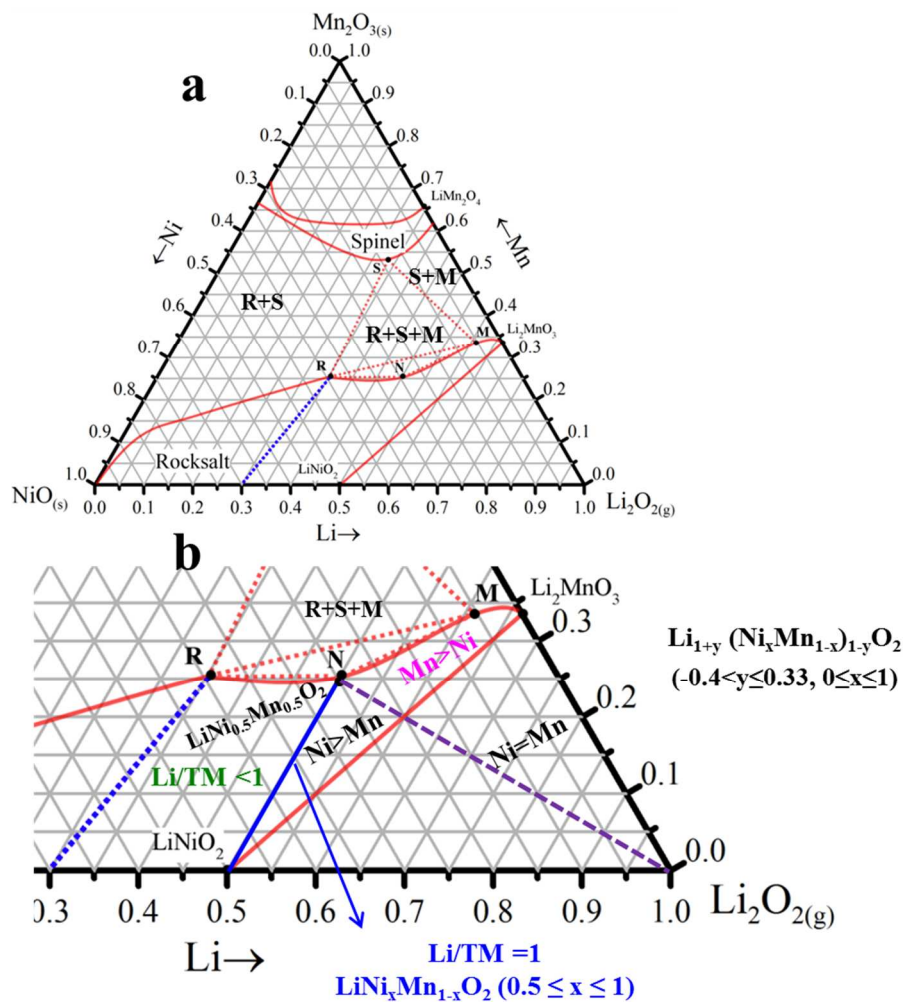 Mn₂O₃₍ₛ₎
a
0.0 1.0
0.1 0.9
0.2 0.8
0.3 0.7
LiMn₂O₄
0.4 0.6
←Ni
←Mn
Spinel
S
S+M
0.5 0.5
R+S
0.6 0.4
R+S+M
M
Li₂MnO₃
0.7 0.3
R
N
0.8 0.2
0.9 0.1
Rocksalt
LiNiO₂
1.0 0.0
NiO₍ₛ₎
Li₂O₂(g)
0.0 0.1 0.2 0.3 0.4 0.5 0.6 0.7 0.8 0.9 1.0
Li→
b
M
Li₂MnO₃
R+S+M
0.3
R
N
Mn>Ni
Li₁₊y (NiₓMn₁₋ₓ)₁₋yO₂
(-0.4<y≤0.33, 0≤x≤1)
LiNi₀.₅Mn₀.₅O₂
0.2
Ni>Mn
Ni=Mn
Li/TM <1
0.1
LiNiO₂
0.0
Li₂O₂(g)
0.3 0.4 0.5 0.6 0.7 0.8 0.9 1.0
Li→
Li/TM =1
LiNiₓMn₁₋ₓO₂ (0.5 ≤ x ≤ 1)